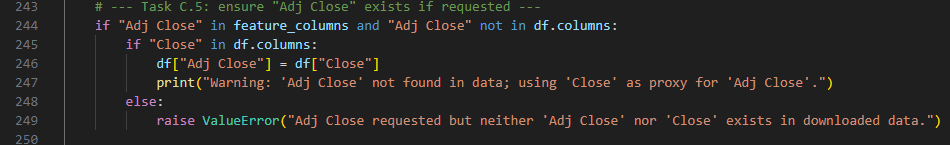 243 # --- Task C.5: ensure "Adj Close" exists if requested ---
244 if "Adj Close" in feature_columns and "Adj Close" not in df.columns:
245     if "Close" in df.columns:
246         df["Adj Close"] = df["Close"]
247         print("Warning: 'Adj Close' not found in data; using 'Close' as proxy for 'Adj Close'.")
248     else:
249         raise ValueError("Adj Close requested but neither 'Adj Close' nor 'Close' exists in downloaded data.")
250